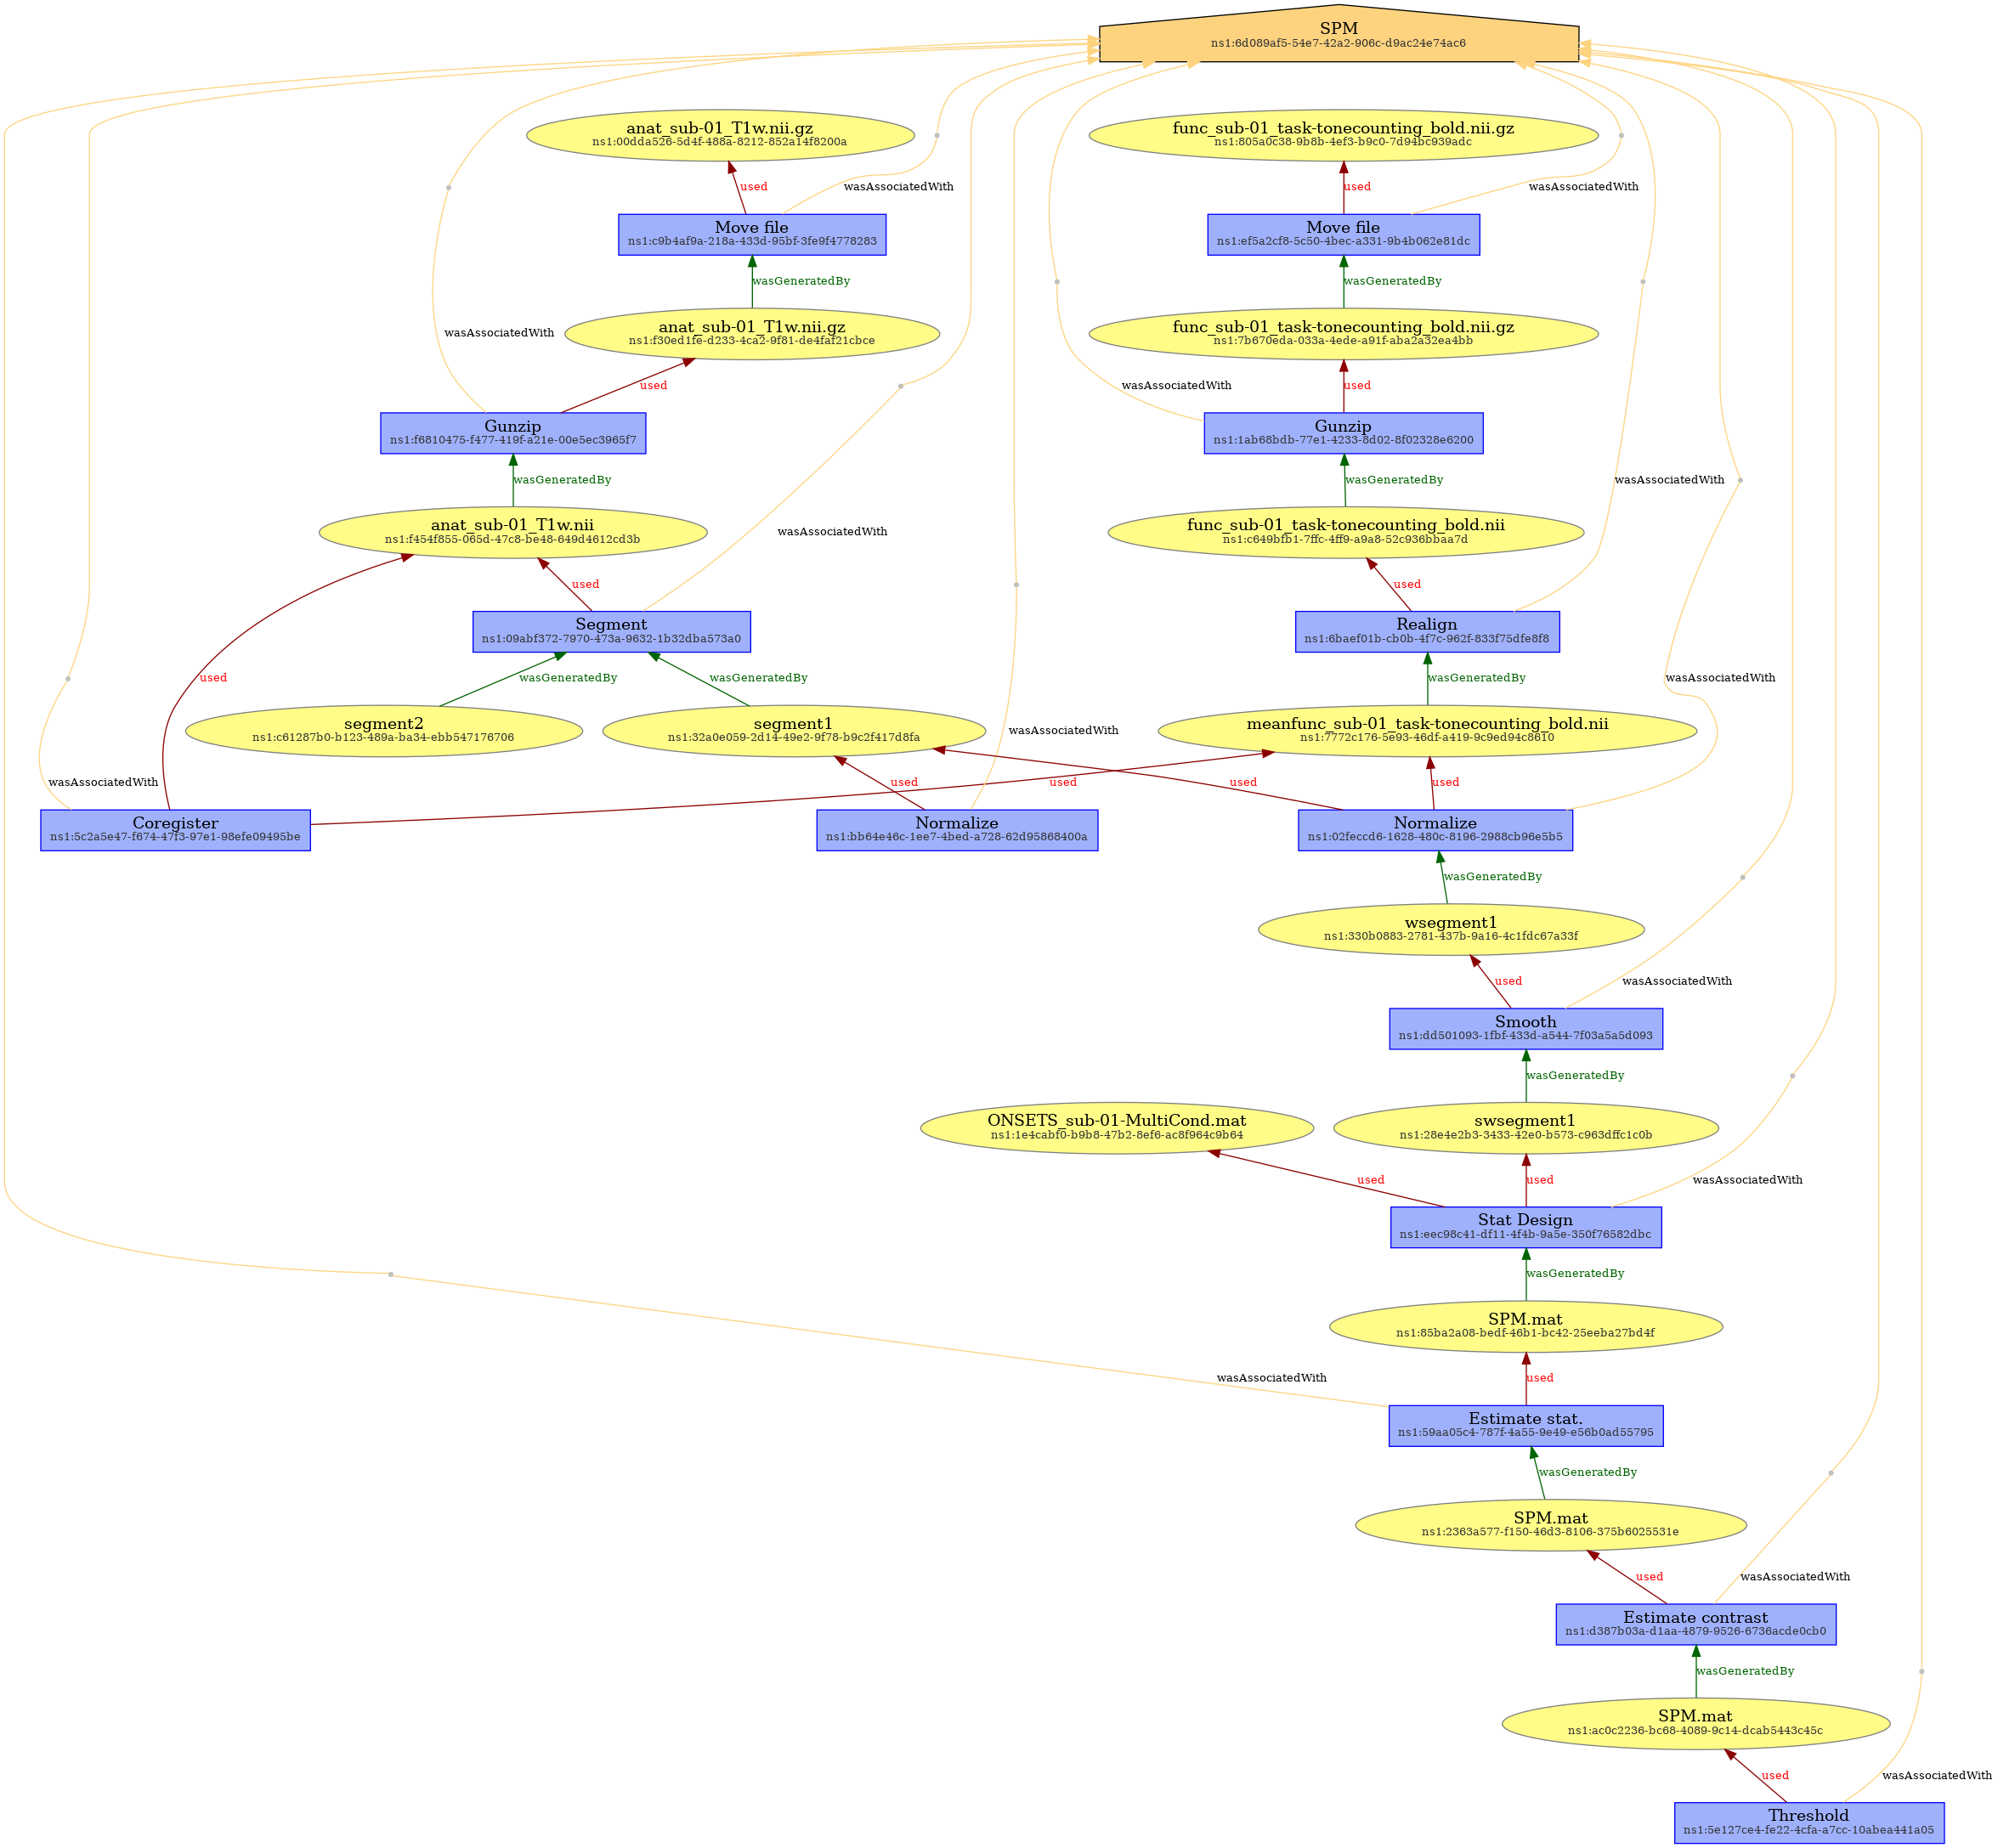 SPM
ns1:6d089af5-54e7-42a2-906c-d9ac24e74ac6
anat_sub-01_T1w.nii.gz
ns1:00dda526-5d4f-488a-8212-852a14f8200a
func_sub-01_task-tonecounting_bold.nii.gz
ns1:805a0c38-9b8b-4ef3-b9c0-7d94bc939adc
used
wasAssociatedWith
used
wasAssociatedWith
Move file
ns1:c9b4af9a-218a-433d-95bf-3fe9f4778283
Move file
ns1:ef5a2cf8-5c50-4bec-a331-9b4b062e81dc
wasGeneratedBy
wasGeneratedBy
wasAssociatedWith
anat_sub-01_T1w.nii.gz
ns1:f30ed1fe-d233-4ca2-9f81-de4faf21cbce
func_sub-01_task-tonecounting_bold.nii.gz
ns1:7b670eda-033a-4ede-a91f-aba2a32ea4bb
used
wasAssociatedWith
used
Gunzip
ns1:f6810475-f477-419f-a21e-00e5ec3965f7
Gunzip
ns1:1ab68bdb-77e1-4233-8d02-8f02328e6200
wasGeneratedBy
wasGeneratedBy
wasAssociatedWith
anat_sub-01_T1w.nii
ns1:f454f855-065d-47c8-be48-649d4612cd3b
wasAssociatedWith
func_sub-01_task-tonecounting_bold.nii
ns1:c649bfb1-7ffc-4ff9-a9a8-52c936bbaa7d
used
used
Segment
ns1:09abf372-7970-473a-9632-1b32dba573a0
Realign
ns1:6baef01b-cb0b-4f7c-962f-833f75dfe8f8
used
wasGeneratedBy
wasGeneratedBy
wasGeneratedBy
wasAssociatedWith
segment2
ns1:c61287b0-b123-489a-ba34-ebb547176706
segment1
ns1:32a0e059-2d14-49e2-9f78-b9c2f417d8fa
wasAssociatedWith
meanfunc_sub-01_task-tonecounting_bold.nii
ns1:7772c176-5e93-46df-a419-9c9ed94c8610
wasAssociatedWith
used
used
used
used
Coregister
ns1:5c2a5e47-f674-47f3-97e1-98efe09495be
Normalize
ns1:bb64e46c-1ee7-4bed-a728-62d95868400a
Normalize
ns1:02feccd6-1628-480c-8196-2988cb96e5b5
wasGeneratedBy
wsegment1
ns1:330b0883-2781-437b-9a16-4c1fdc67a33f
used
wasAssociatedWith
Smooth
ns1:dd501093-1fbf-433d-a544-7f03a5a5d093
wasGeneratedBy
ONSETS_sub-01-MultiCond.mat
ns1:1e4cabf0-b9b8-47b2-8ef6-ac8f964c9b64
swsegment1
ns1:28e4e2b3-3433-42e0-b573-c963dffc1c0b
used
used
wasAssociatedWith
Stat Design
ns1:eec98c41-df11-4f4b-9a5e-350f76582dbc
wasGeneratedBy
SPM.mat
ns1:85ba2a08-bedf-46b1-bc42-25eeba27bd4f
wasAssociatedWith
used
Estimate stat.
ns1:59aa05c4-787f-4a55-9e49-e56b0ad55795
wasGeneratedBy
SPM.mat
ns1:2363a577-f150-46d3-8106-375b6025531e
used
wasAssociatedWith
Estimate contrast
ns1:d387b03a-d1aa-4879-9526-6736acde0cb0
wasGeneratedBy
SPM.mat
ns1:ac0c2236-bc68-4089-9c14-dcab5443c45c
used
wasAssociatedWith
Threshold
ns1:5e127ce4-fe22-4cfa-a7cc-10abea441a05